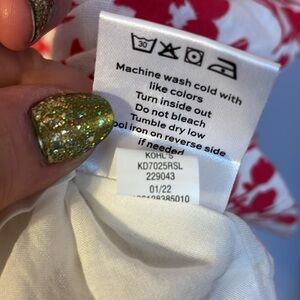 30
Machine wash cold with
like colors
Turn inside out
Do not bleach
Tumble dry low
ool iron on reverse side
if needed
KOHL'S
KD7025RSL
229043
01/22